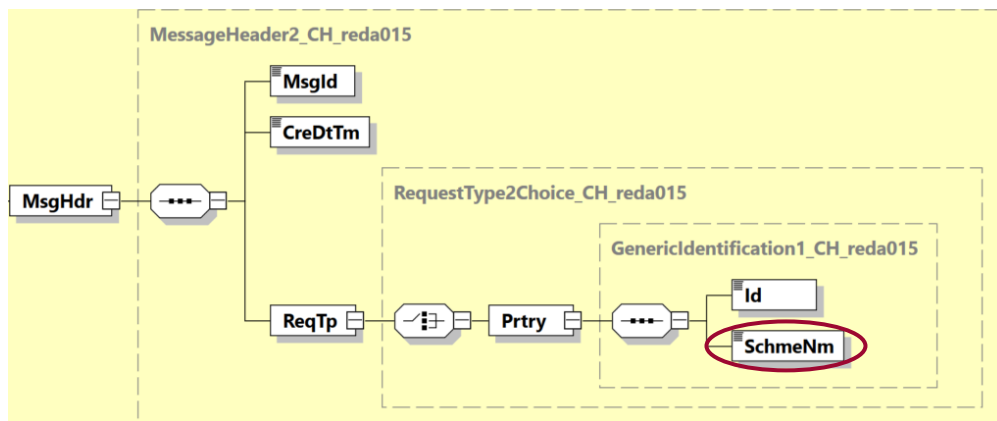 MessageHeader2_CH_reda015
MsgId
CreDtTm
RequestType2Choice_CH_reda015
MsgHdr
GenericIdentification1_CH_reda015
Id
ReqTp
Prtry
SchmeNm